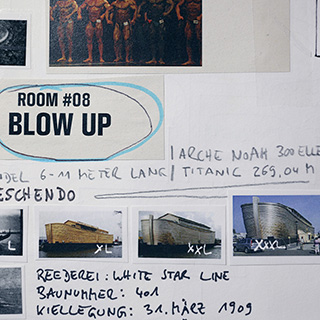 ROOM #08
BLOW UP
ARCHE NOAH 300 ELLE
DEL 6-11 METER LANG / TITANIC 269,04 M
ESCHENDO
L
XL
XXL
XXXL
REEDEREI: WHITE STAR LINE
BAUNUMMER: 401
KIELLEGUNG: 31. MÄRZ 1909